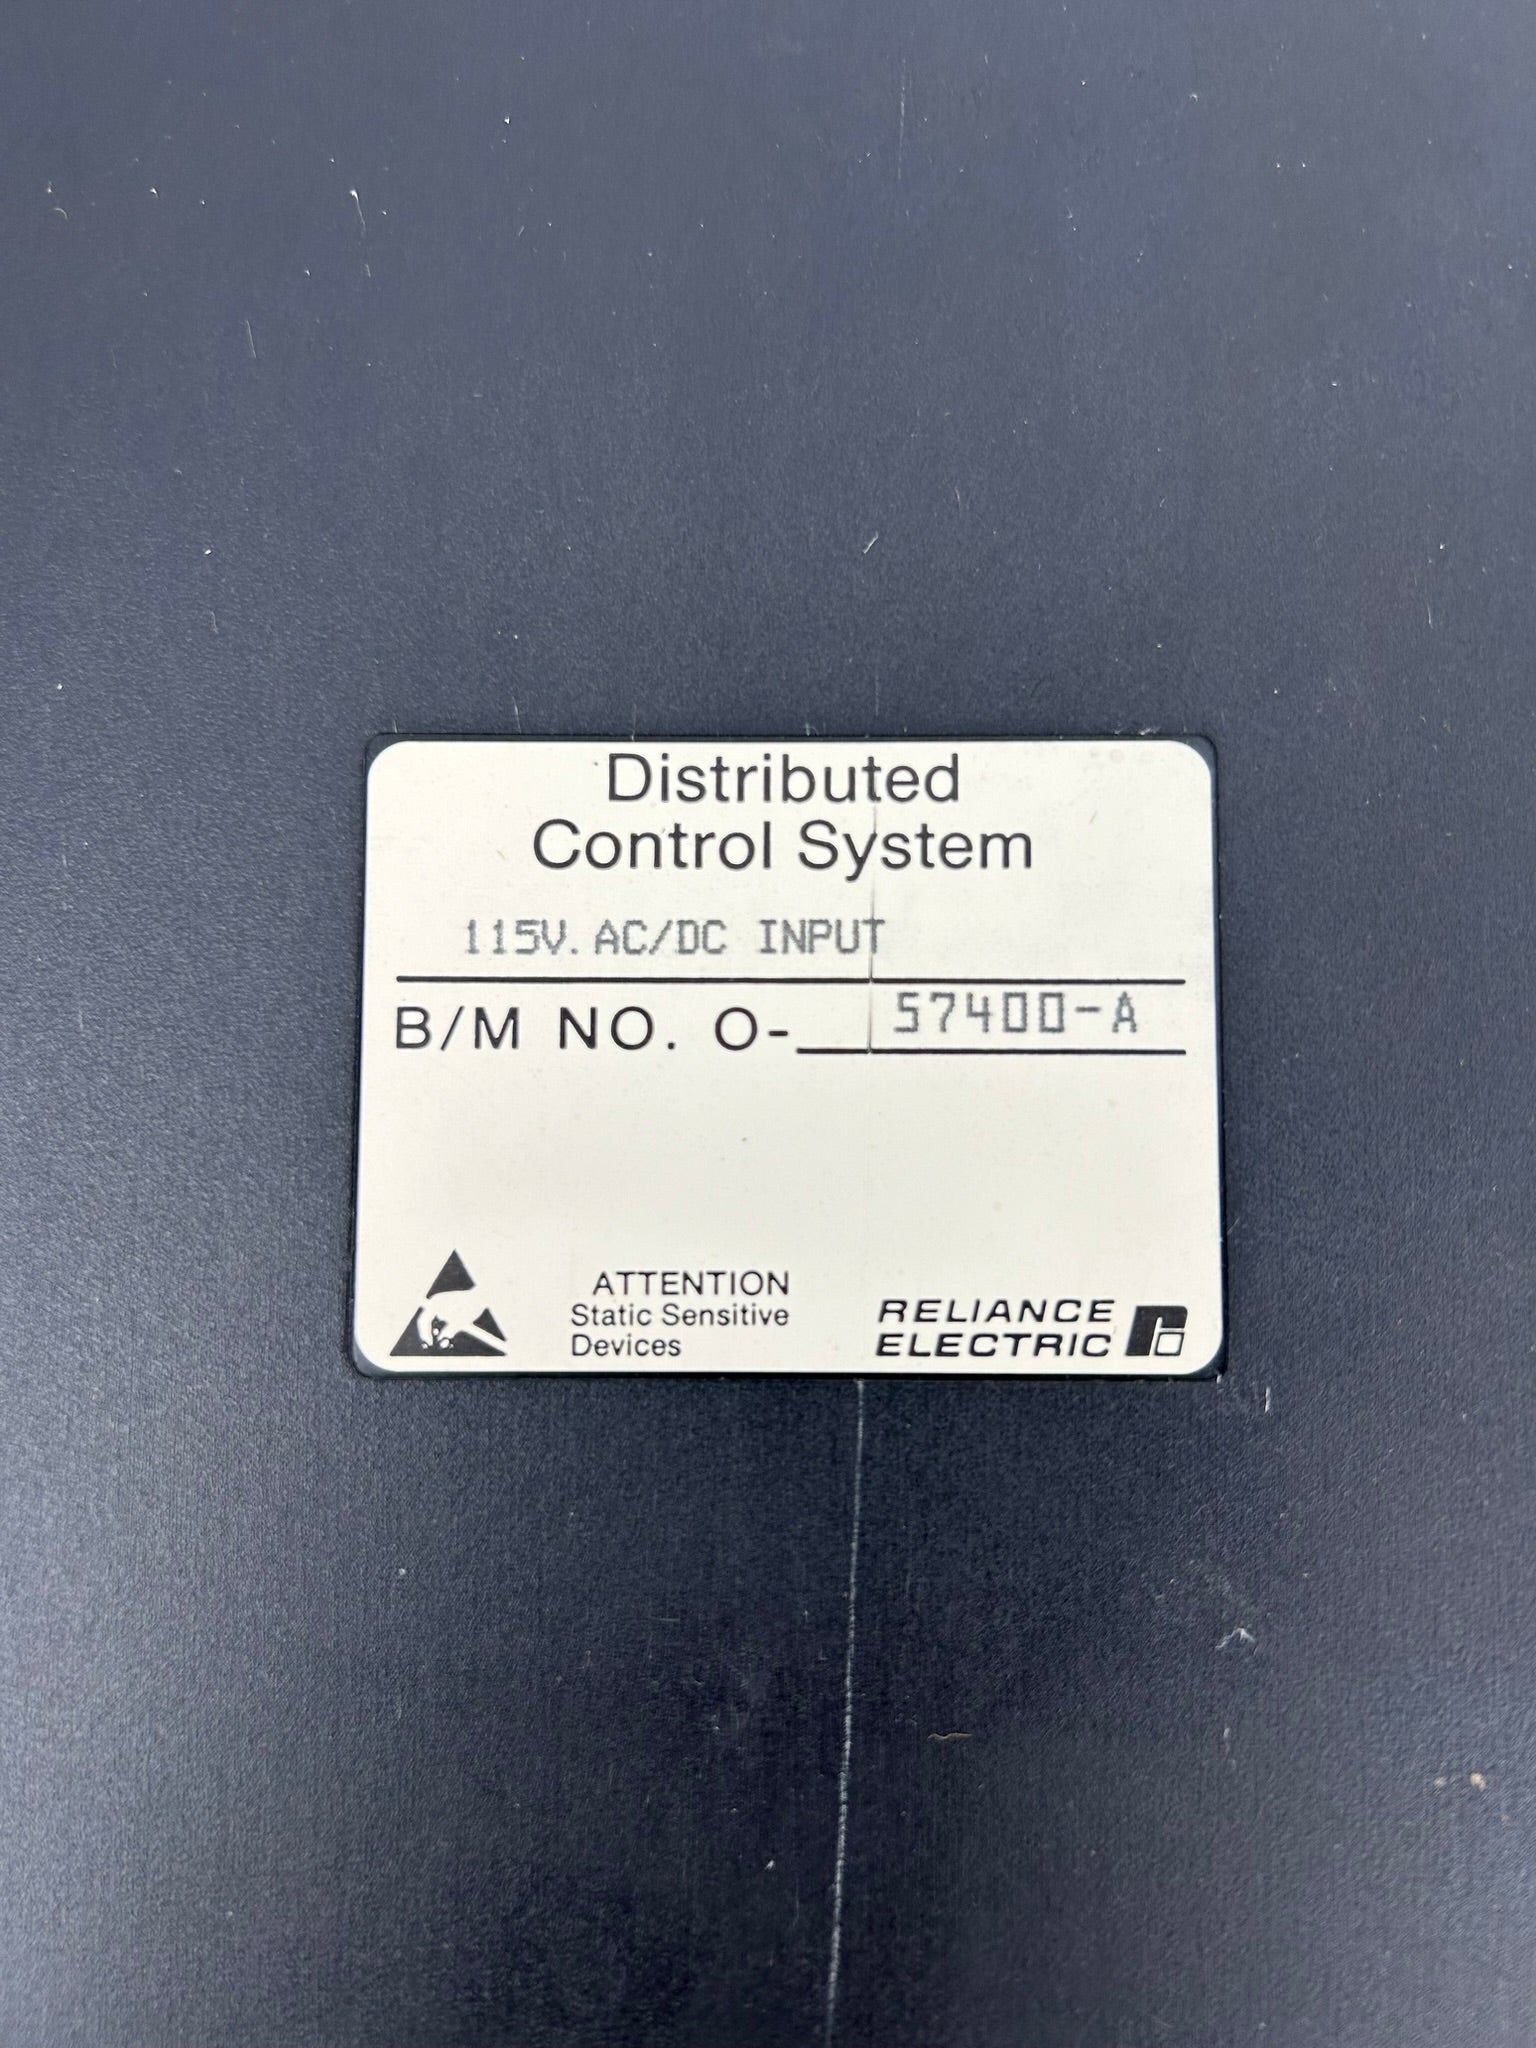 Distributed
Control System
115V. AC/DC INPUT
B/M NO. O- 57400-A
ATTENTION
Static Sensitive
Devices
RELIANCE
ELECTRIC